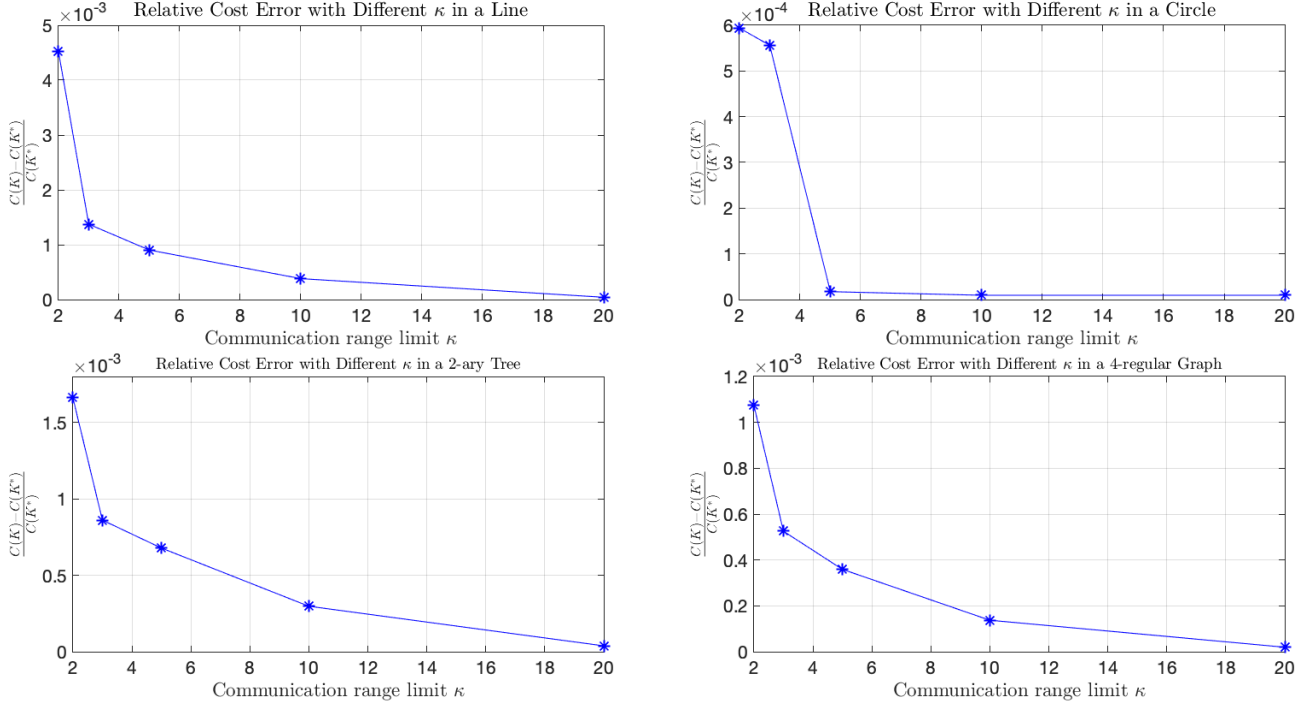 Relative Cost Error with Different κ in a Line
×10⁻³
5
4
3
2
1
0
C(K)−C(K*)
C(K*)
2 4 6 8 10 12 14 16 18 20
Communication range limit κ
Relative Cost Error with Different κ in a Circle
×10⁻⁴
6
5
4
3
2
1
0
C(K)−C(K*)
C(K*)
2 4 6 8 10 12 14 16 18 20
Communication range limit κ
Relative Cost Error with Different κ in a 2-ary Tree
×10⁻³
1.5
1
0.5
0
C(K)−C(K*)
C(K*)
2 4 6 8 10 12 14 16 18 20
Communication range limit κ
Relative Cost Error with Different κ in a 4-regular Graph
×10⁻³
1.2
1
0.8
0.6
0.4
0.2
0
C(K)−C(K*)
C(K*)
2 4 6 8 10 12 14 16 18 20
Communication range limit κ